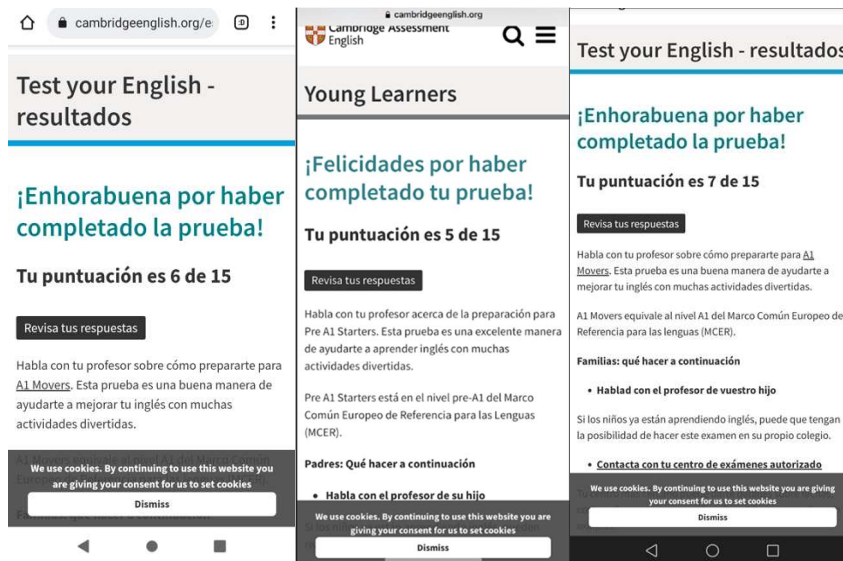 cambridgeenglish.org/e
Test your English -
resultados
¡Enhorabuena por haber
completado la prueba!
Tu puntuación es 6 de 15
Revisa tus respuestas
Habla con tu profesor sobre cómo prepararte para
A1 Movers. Esta prueba es una buena manera de
ayudarte a mejorar tu inglés con muchas
actividades divertidas.
A1 Movers equivale al nivel A1 del Marco Común
We use cookies. By continuing to use this website you
are giving your consent for us to set cookies
Dismiss
cambridgeenglish.org
Cambridge Assessment
English
Young Learners
¡Felicidades por haber
completado tu prueba!
Tu puntuación es 5 de 15
Revisa tus respuestas
Habla con tu profesor acerca de la preparación para
Pre A1 Starters. Esta prueba es una excelente manera
de ayudarte a aprender inglés con muchas
actividades divertidas.
Pre A1 Starters está en el nivel pre-A1 del Marco
Común Europeo de Referencia para las Lenguas
(MCER).
Padres: Qué hacer a continuación
• Habla con el profesor de su hijo
We use cookies. By continuing to use this website you are
giving your consent for us to set cookies
Dismiss
Test your English - resultados
¡Enhorabuena por haber
completado la prueba!
Tu puntuación es 7 de 15
Revisa tus respuestas
Habla con tu profesor sobre cómo prepararte para A1
Movers. Esta prueba es una buena manera de ayudarte a
mejorar tu inglés con muchas actividades divertidas.
A1 Movers equivale al nivel A1 del Marco Común Europeo de
Referencia para las lenguas (MCER).
Familias: qué hacer a continuación
• Hablad con el profesor de vuestro hijo
Si los niños ya están aprendiendo inglés, puede que tengan
la posibilidad de hacer este examen en su propio colegio.
• Contacta con tu centro de exámenes autorizado
We use cookies. By continuing to use this website you are giving
your consent for us to set cookies
Dismiss